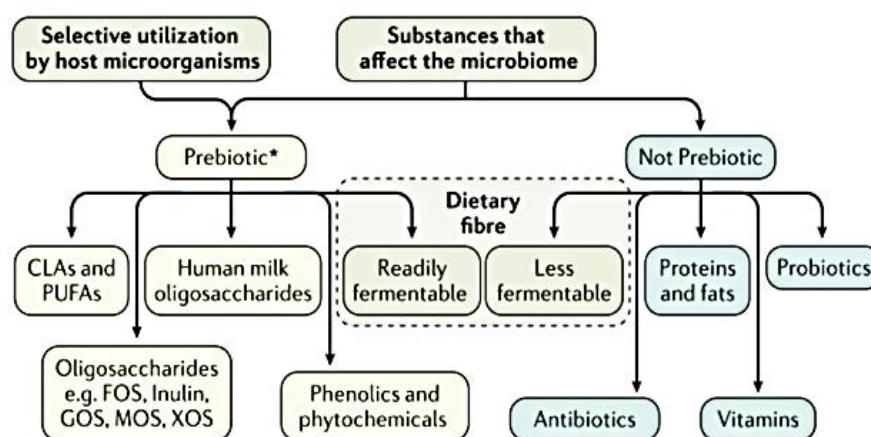 Selective utilization
by host microorganisms
Substances that
affect the microbiome
Prebiotic*
Not Prebiotic
Dietary
fibre
CLAs and
PUFAs
Human milk
oligosaccharides
Readily
fermentable
Less
fermentable
Proteins
and fats
Probiotics
Oligosaccharides
e.g. FOS, Inulin,
GOS, MOS, XOS
Phenolics and
phytochemicals
Antibiotics
Vitamins